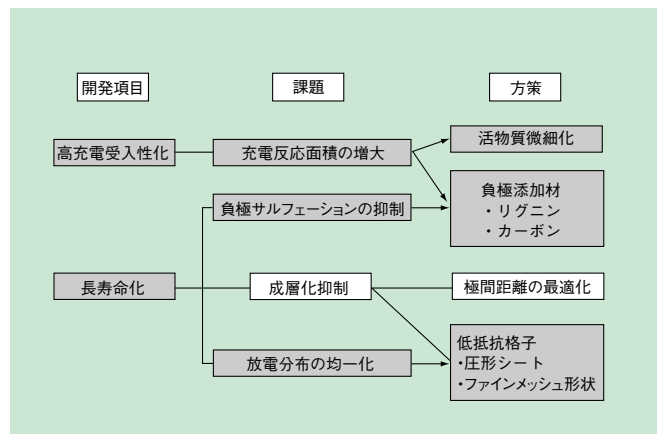 開発項目
課題
方策
高充電受入性化
充電反応面積の増大
活物質微細化
負極サルフェーションの抑制
負極添加材
・リグニン
・カーボン
長寿命化
成層化抑制
極間距離の最適化
放電分布の均一化
低抵抗格子
・圧形シート
・ファインメッシュ形状